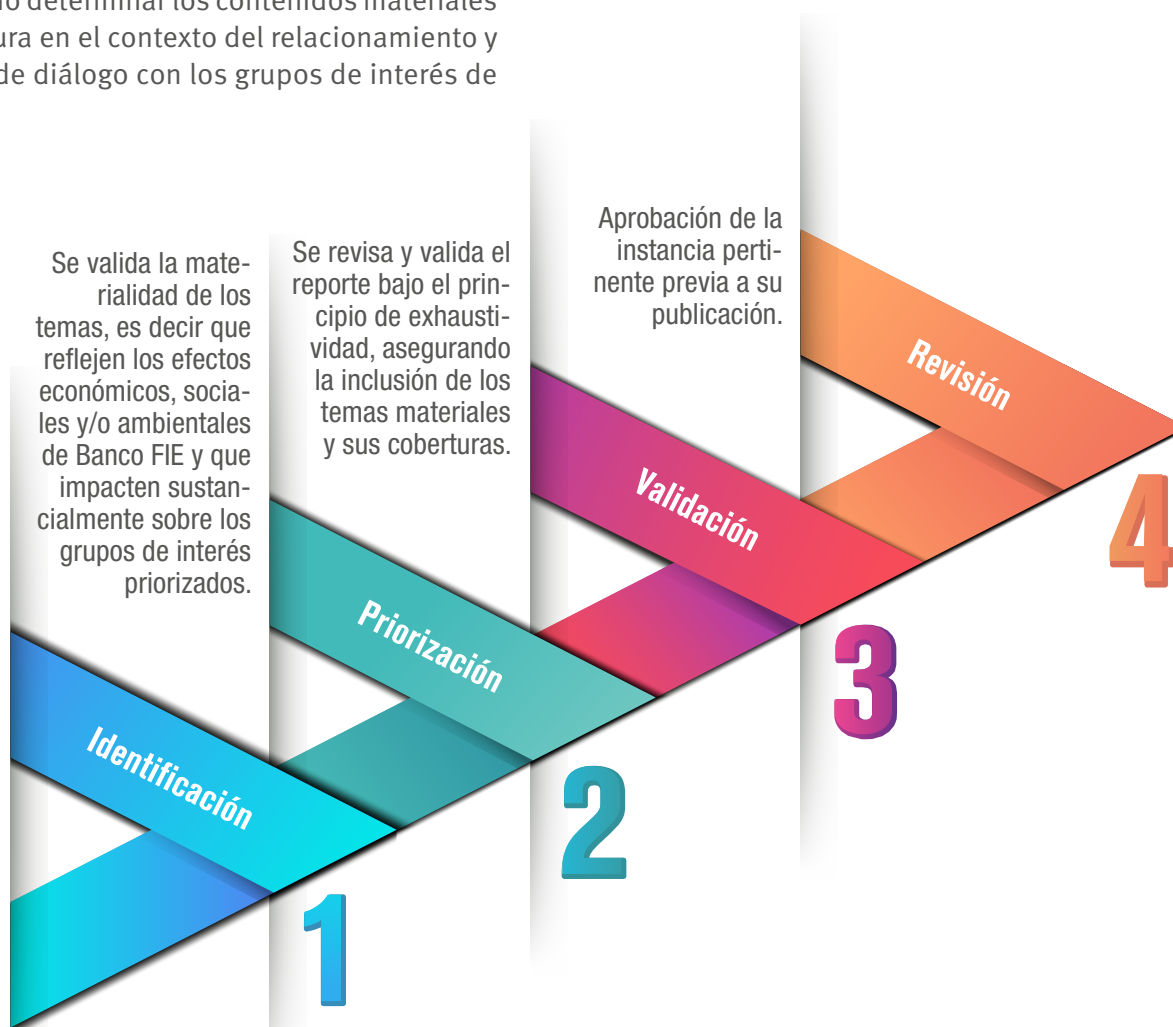 determinar los contenidos materiales
en el contexto del relacionamiento y
de diálogo con los grupos de interés de
Se valida la mate-
rialidad de los
temas, es decir que
reflejen los efectos
económicos, socia-
les y/o ambientales
de Banco FIE y que
impacten sustan-
cialmente sobre los
grupos de interés
priorizados.
Identificación
1
Se revisa y valida el
reporte bajo el prin-
cipio de exhausti-
vidad, asegurando
la inclusión de los
temas materiales
y sus coberturas.
Priorización
2
Aprobación de la
instancia perti-
nente previa a su
publicación.
Validación
3
Revisión
4